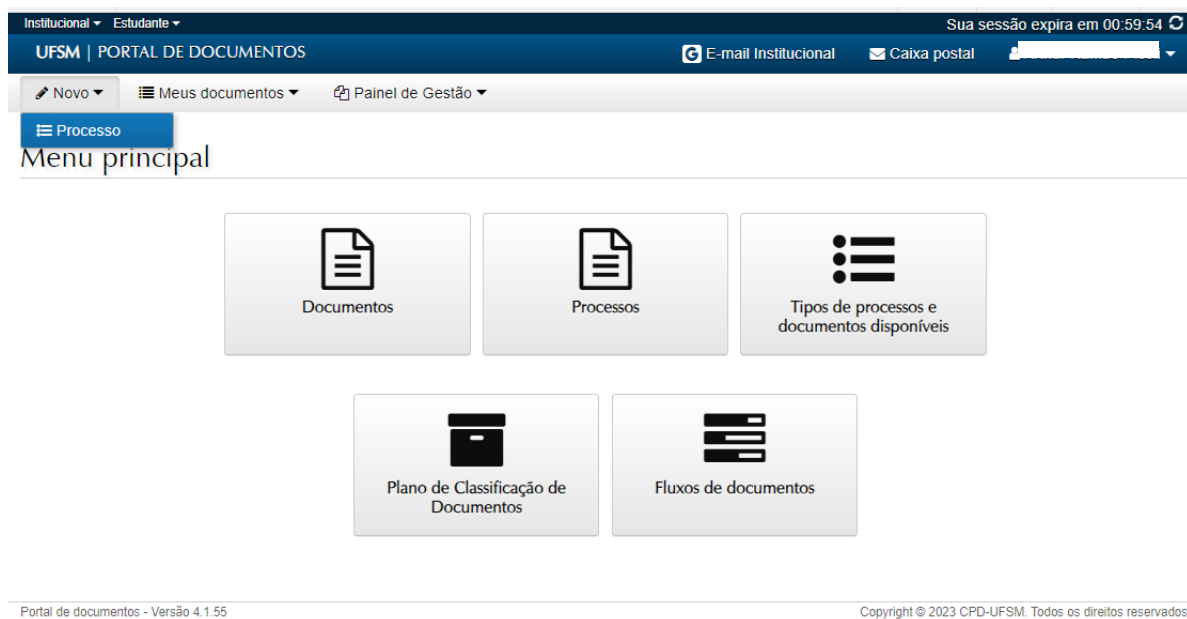 Institucional Estudante Sua sessão expira em 00:59:54
UFSM | PORTAL DE DOCUMENTOS E-mail Institucional Caixa postal
Novo Meus documentos Painel de Gestão
Processo
Menu principal
Documentos
Processos
Tipos de processos e
documentos disponíveis
Plano de Classificação de
Documentos
Fluxos de documentos
Portal de documentos - Versão 4.1.55 Copyright © 2023 CPD-UFSM. Todos os direitos reservados